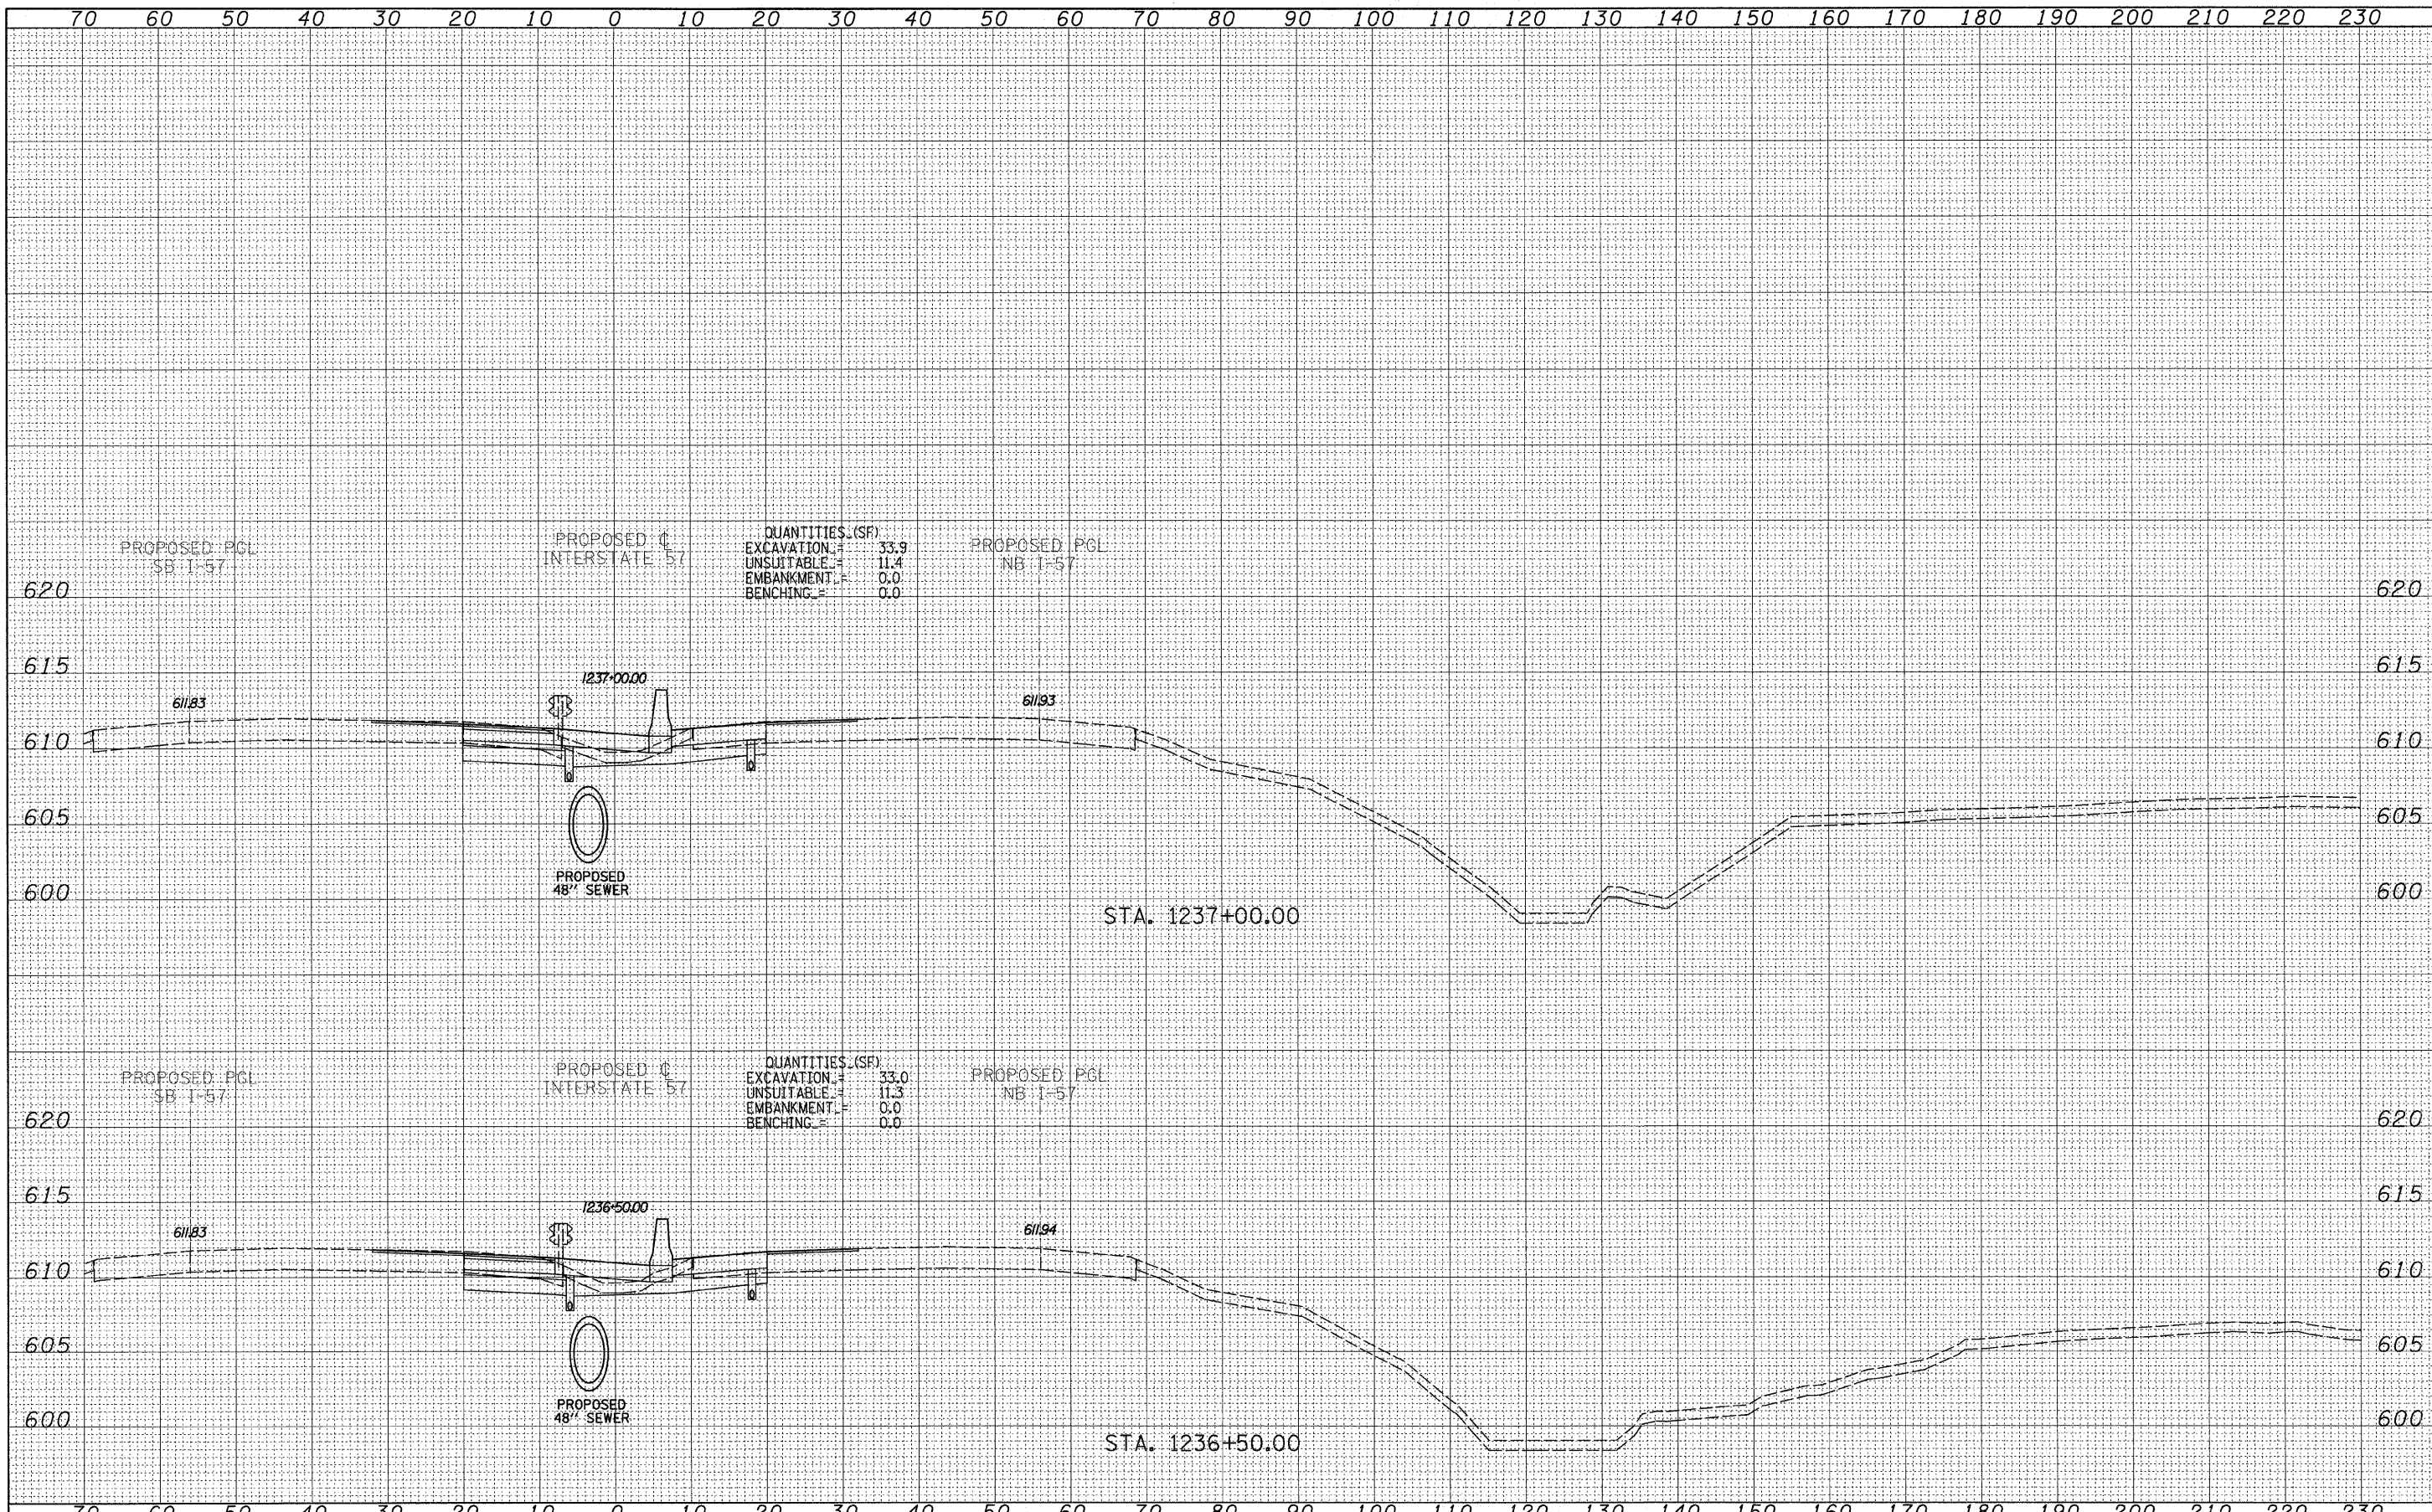 70 60 50 40 30 20 10 0 10 20 30 40 50 60 70 80 90 100 110 120 130 140 150 160 170 180 190 200 210 220 230
PROPOSED PGL
SB I-57
PROPOSED ℄
INTERSTATE 57
QUANTITIES (SF)
EXCAVATION = 33.9
UNSUITABLE = 11.4
EMBANKMENT = 0.0
BENCHING = 0.0
PROPOSED PGL
NB I-57
620 620
615 615
1237+00.00
611.83 611.93
610 610
605 605
PROPOSED
48" SEWER
600 600
STA. 1237+00.00
PROPOSED PGL
SB I-57
PROPOSED ℄
INTERSTATE 57
QUANTITIES (SF)
EXCAVATION = 33.0
UNSUITABLE = 11.3
EMBANKMENT = 0.0
BENCHING = 0.0
PROPOSED PGL
NB I-57
620 620
615 615
1236+50.00
611.83 611.94
610 610
605 605
PROPOSED
48" SEWER
600 600
STA. 1236+50.00
70 60 50 40 30 20 10 0 10 20 30 40 50 60 70 80 90 100 110 120 130 140 150 160 170 180 190 200 210 220 230